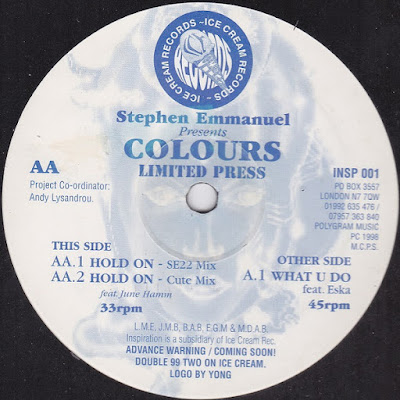 ~ICE CREAM RECORDS~ICE CREAM RECORDS
Stephen Emmanuel
Presents
COLOURS
LIMITED PRESS
AA
Project Co-ordinator:
Andy Lysandrou.
INSP 001
PO BOX 3557
LONDON N7 7QW
01992 635 476 /
07957 363 840
POLYGRAM MUSIC
PC 1998
M.C.P.S.
THIS SIDE
AA.1 HOLD ON - SE22 Mix
AA.2 HOLD ON - Cute Mix
feat. June Hamm
33rpm
OTHER SIDE
A.1 WHAT U DO
feat. Eska
45rpm
L.M.E, J.M.B, B.A.B, E.G.M & M.D.A.B.
Inspiration is a subsidiary of Ice Cream Rec.
ADVANCE WARNING / COMING SOON!
DOUBLE 99 TWO ON ICE CREAM.
LOGO BY YONG